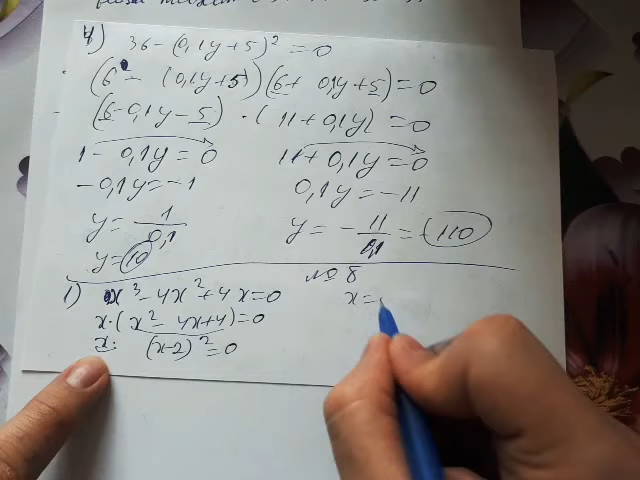 4) 36 - (0,1y + 5)² = 0
(6 - (0,1y + 5))(6 + 0,1y + 5) = 0
(6 - 0,1y - 5) · (11 + 0,1y) = 0
1 - 0,1y = 0    11 + 0,1y = 0
-0,1y = -1    0,1y = -11
y = 1/0,1    y = -11/0,1 = -110
y = 10
№ 8
1) x³ - 4x² + 4x = 0    x =
x · (x² - 4x + 4) = 0
x:    (x - 2)² = 0